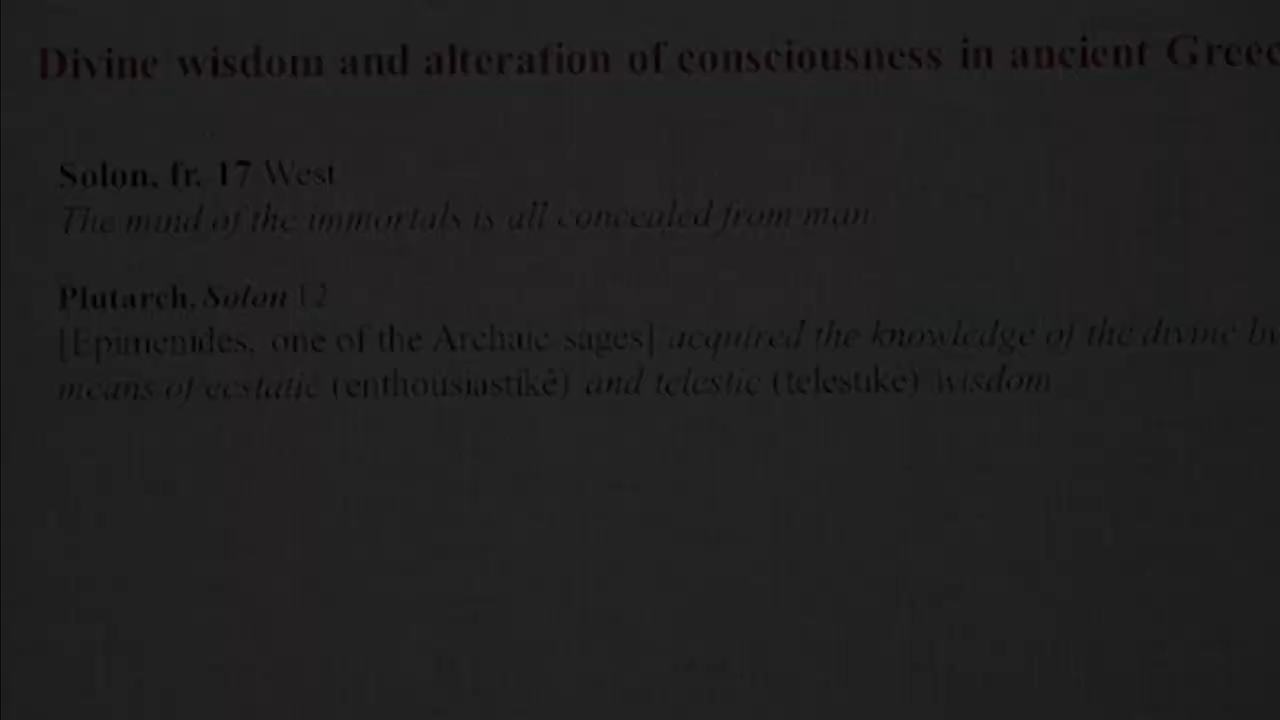 Divine wisdom and alteration of consciousness in ancient Greec
Solon, fr. 17 West
The mind of the immortals is all concealed from man
Plutarch, Solon 12
[Epimenides, one of the Archaic sages] acquired the knowledge of the divine by
means of ecstatic (enthousiastikê) and telestic (telestikê) wisdom